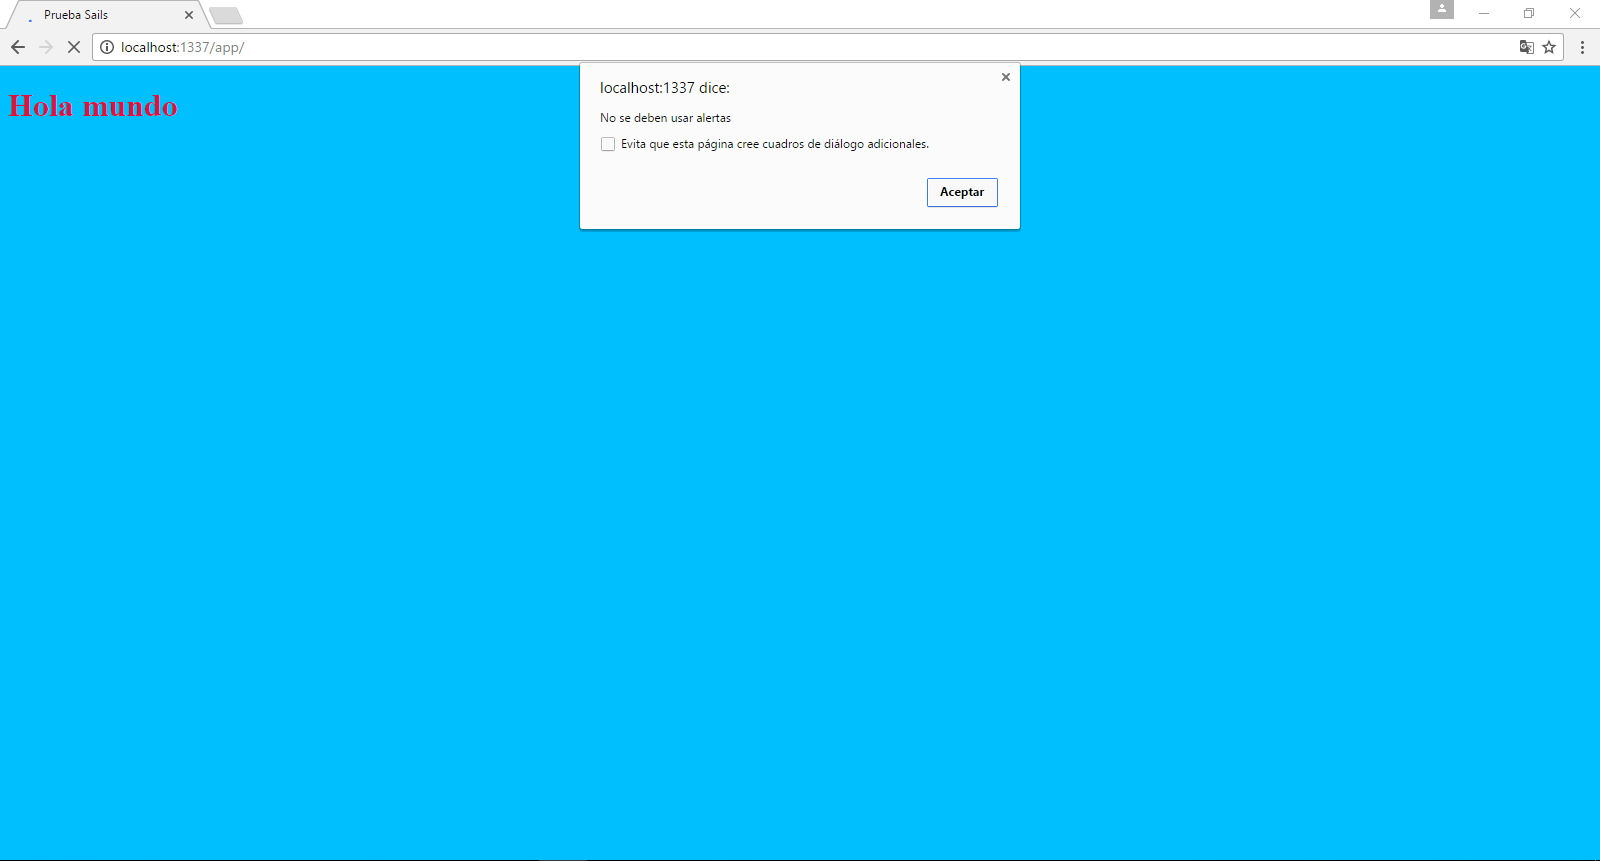 Prueba Sails
localhost:1337/app/
Hola mundo
localhost:1337 dice:
No se deben usar alertas
Evita que esta página cree cuadros de diálogo adicionales.
Aceptar